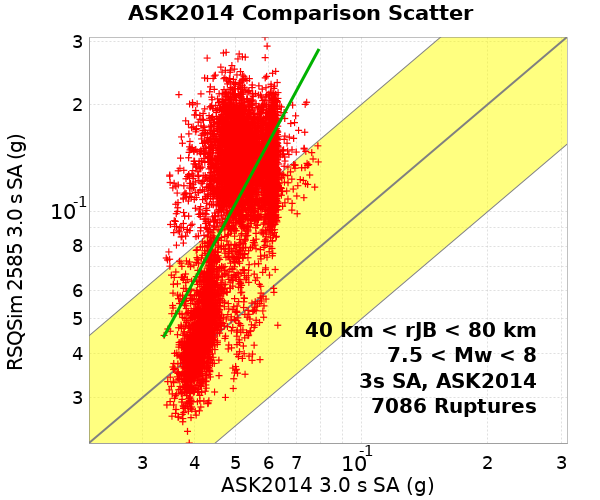 ASK2014 Comparison Scatter
3
2
10-1
8
6
5
4
3
RSQSim 2585 3.0 s SA (g)
40 km < rJB < 80 km
7.5 < Mw < 8
3s SA, ASK2014
7086 Ruptures
3 4 5 6 7 10-1 2 3
ASK2014 3.0 s SA (g)